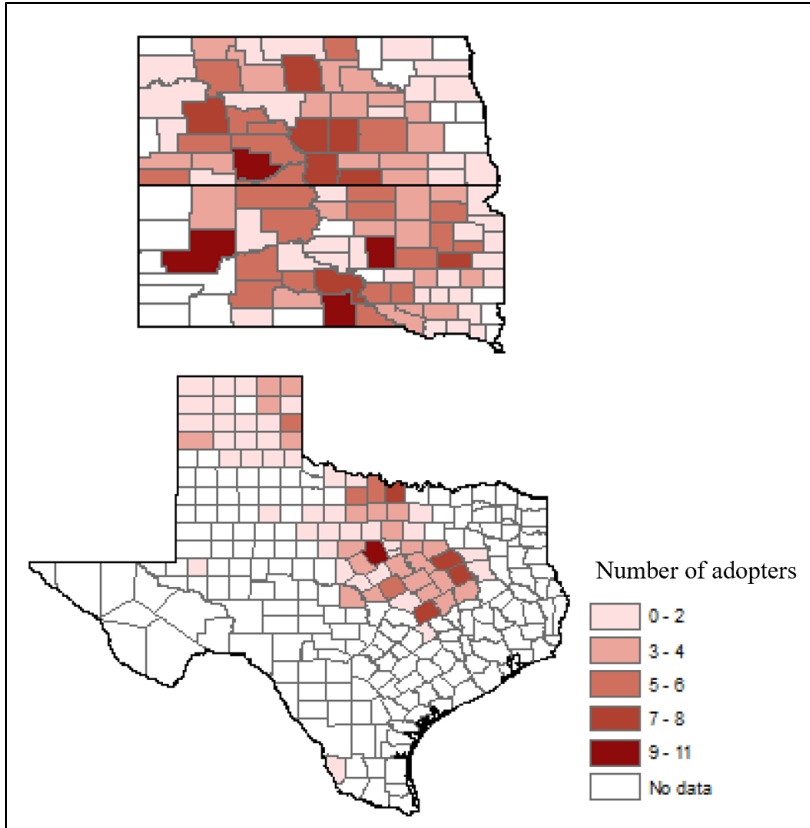 Number of adopters
0 - 2
3 - 4
5 - 6
7 - 8
9 - 11
No data